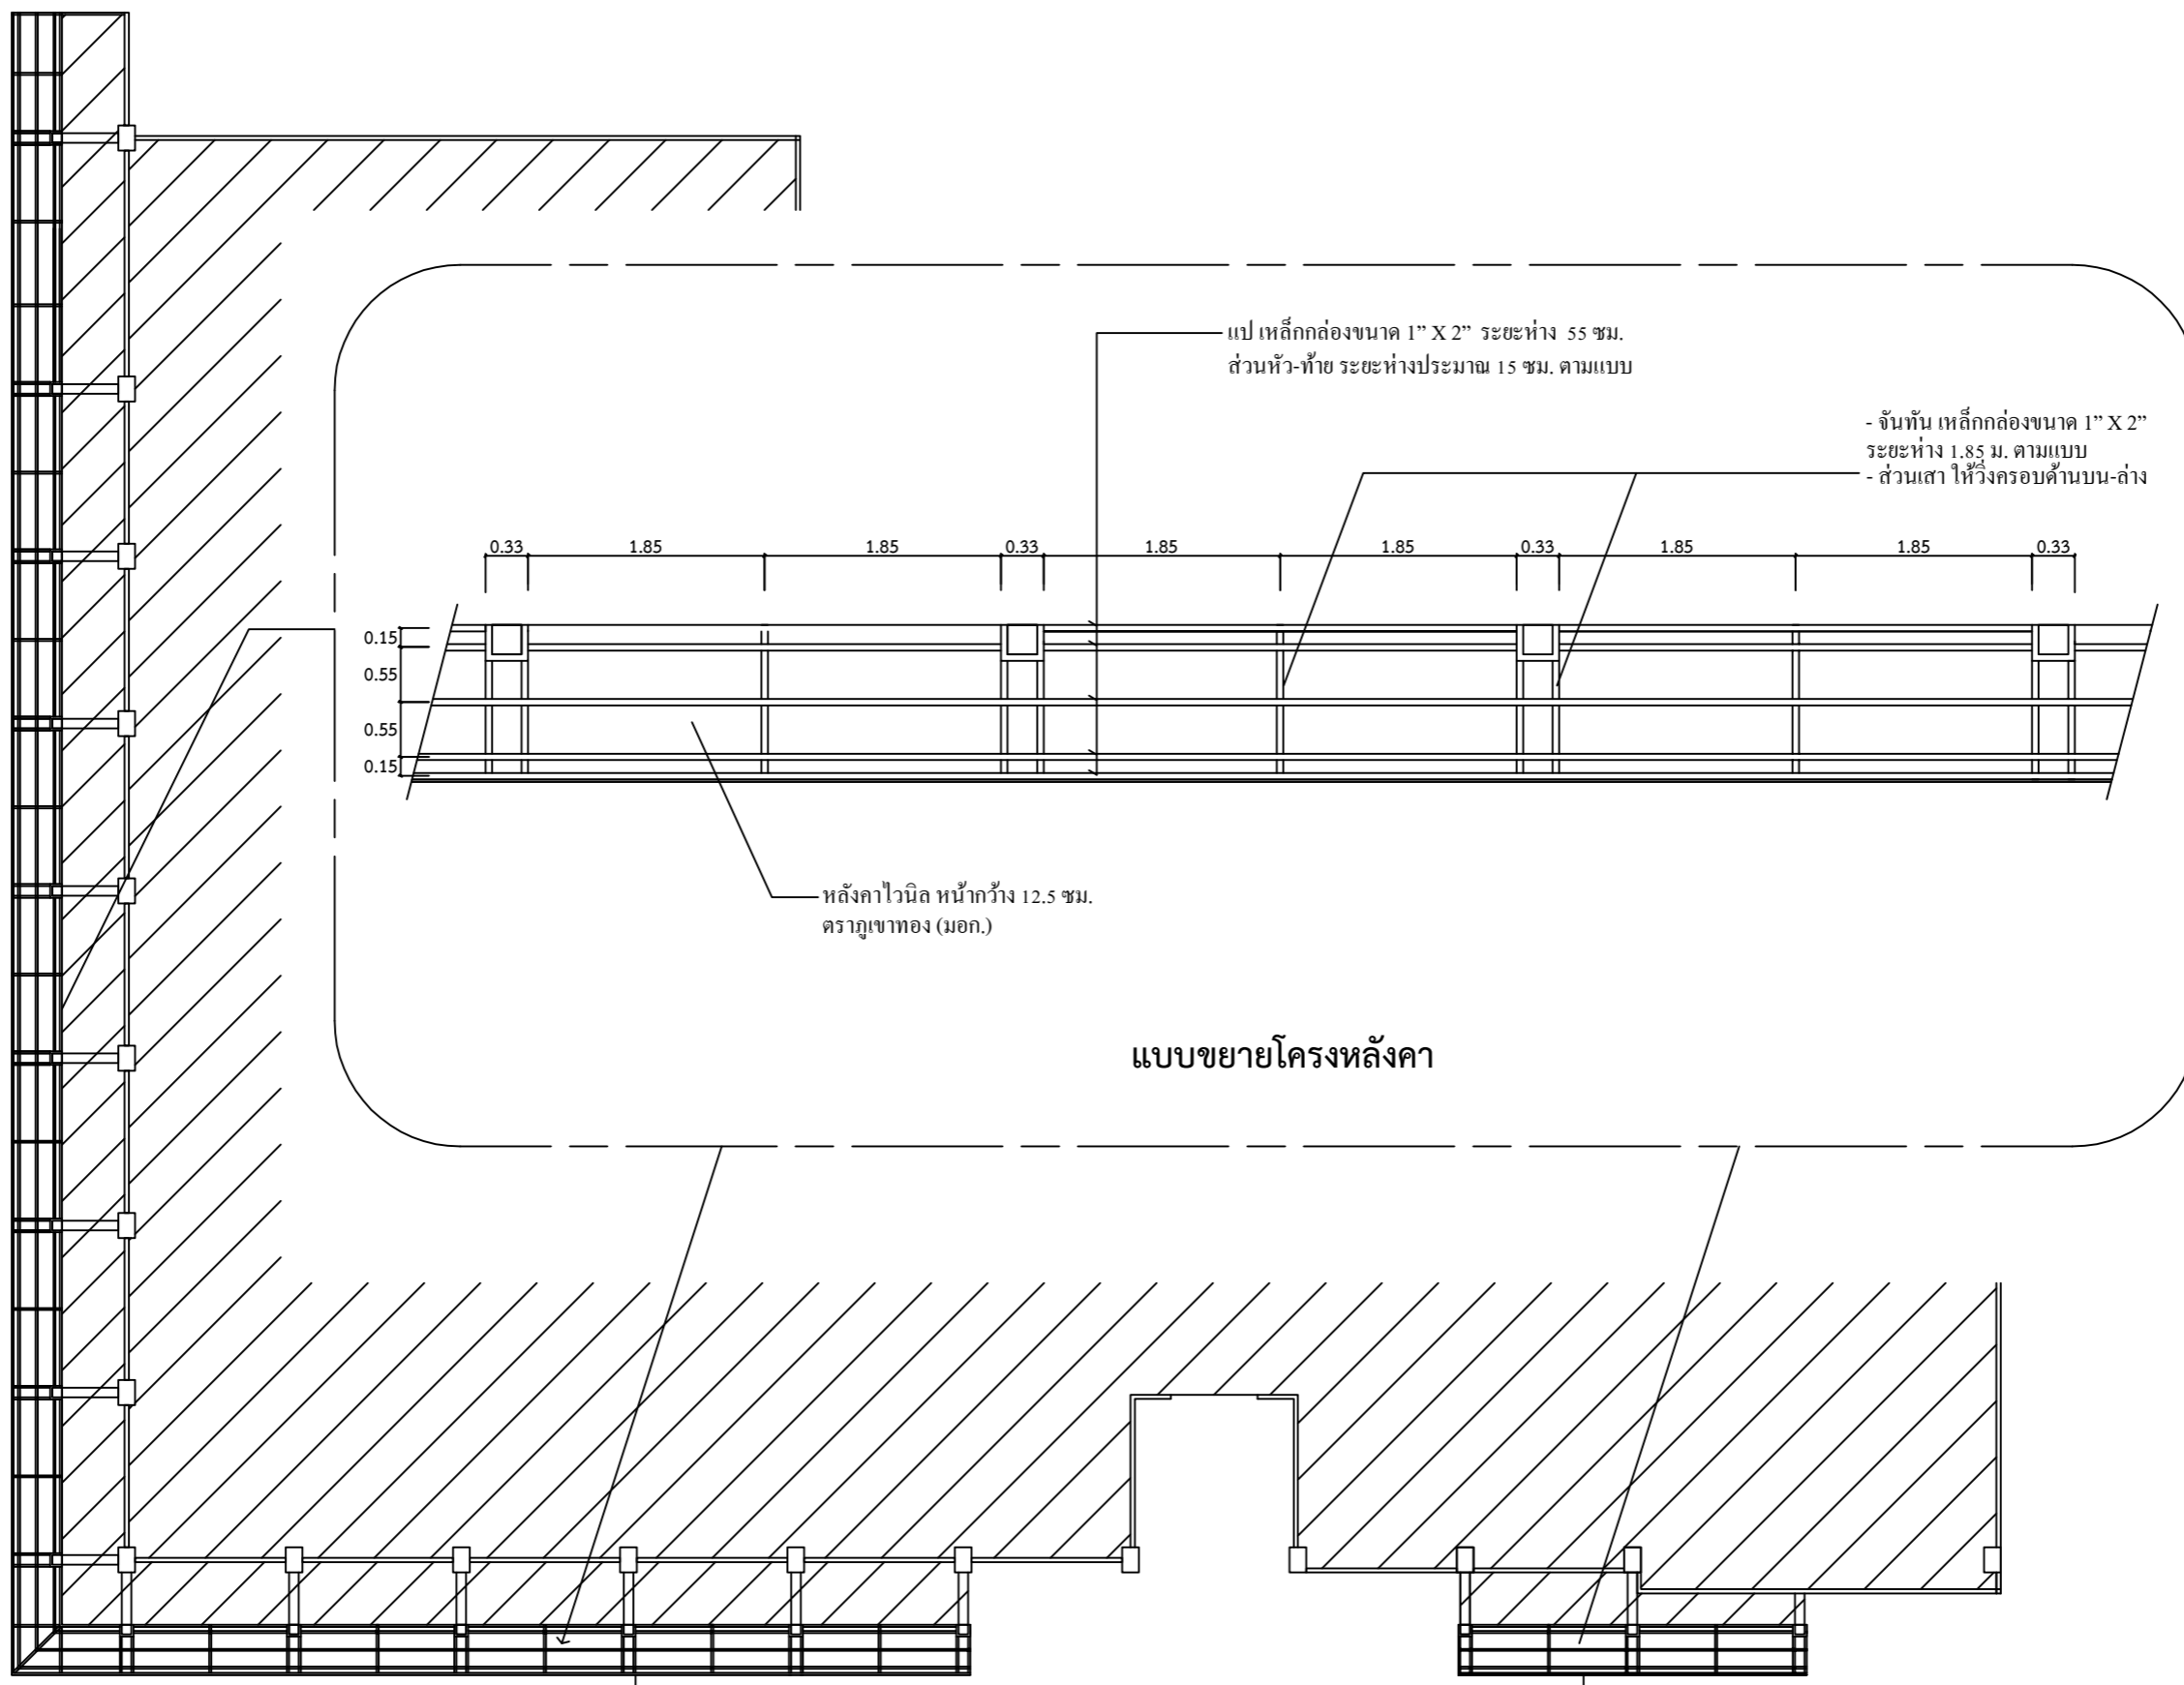 แป เหล็กกล่องขนาด 1” X 2” ระยะห่าง 55 ซม.
ส่วนหัว-ท้าย ระยะห่างประมาณ 15 ซม. ตามแบบ
- จันทัน เหล็กกล่องขนาด 1” X 2”
ระยะห่าง 1.85 ม. ตามแบบ
- ส่วนเสา ให้วิ่งครอบด้านบน-ล่าง
0.33 1.85 1.85 0.33 1.85 1.85 0.33 1.85 1.85 0.33
0.15
0.55
0.55
0.15
หลังคาไวนิล หน้ากว้าง 12.5 ซม.
ตราภูเขาทอง (มอก.)
แบบขยายโครงหลังคา